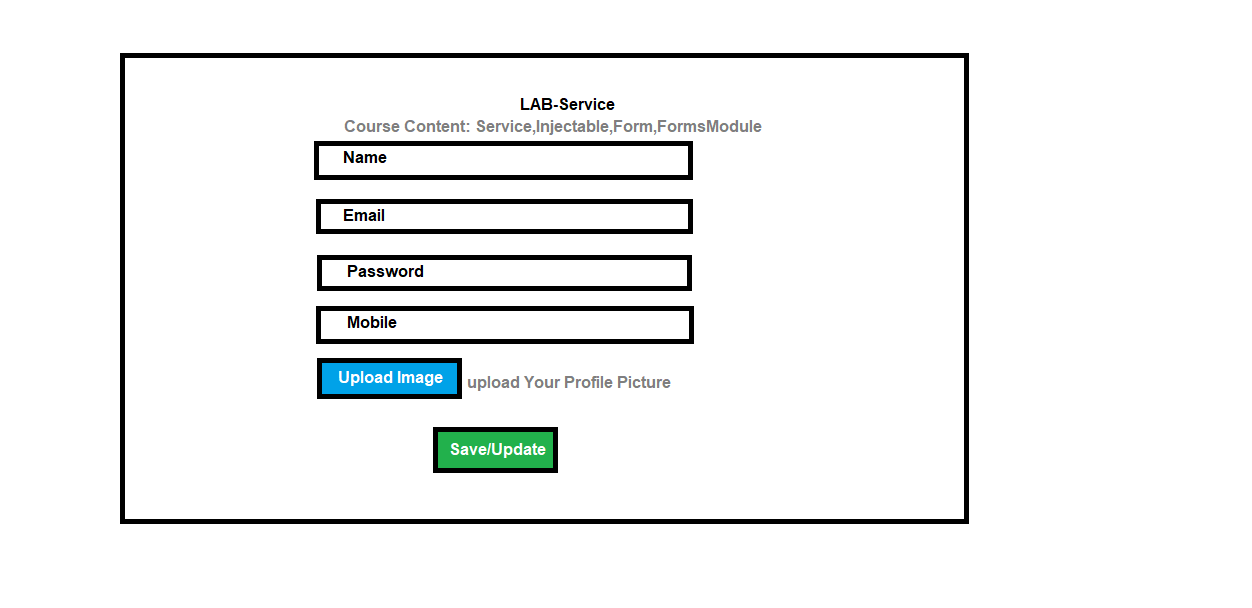 LAB-Service
Course Content: Service,Injectable,Form,FormsModule
Name
Email
Password
Mobile
Upload Image upload Your Profile Picture
Save/Update